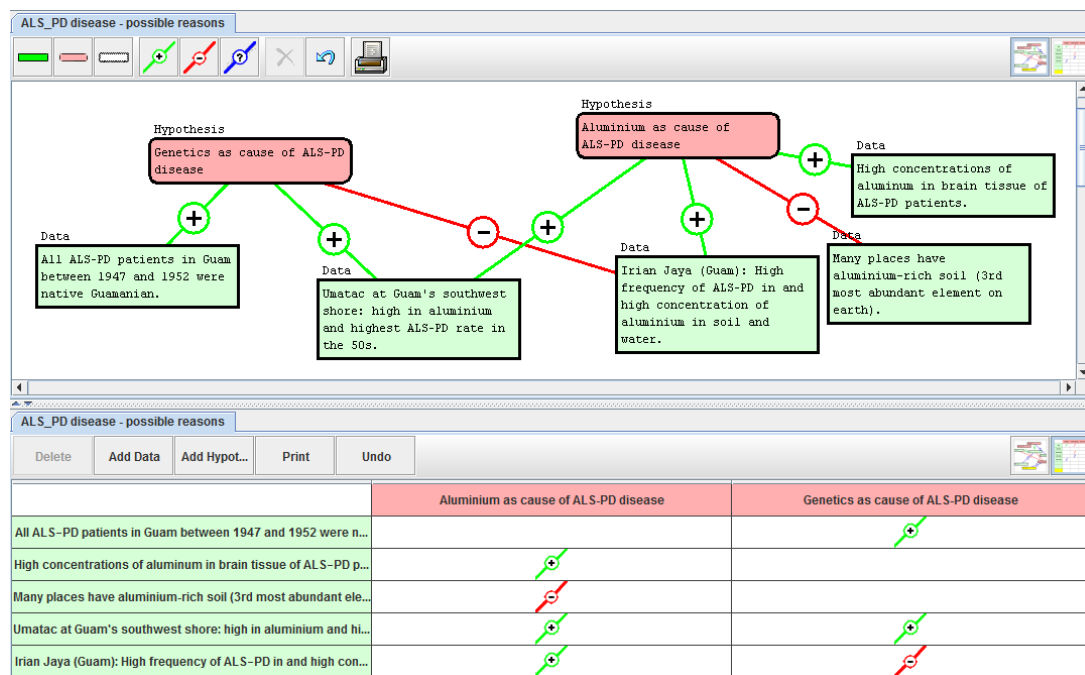 ALS_PD disease - possible reasons
Hypothesis
Genetics as cause of ALS-PD
disease
Hypothesis
Aluminium as cause of
ALS-PD disease
Data
High concentrations of
aluminum in brain tissue of
ALS-PD patients.
Data
All ALS-PD patients in Guam
between 1947 and 1952 were
native Guamanian.
Data
Umatac at Guam's southwest
shore: high in aluminium
and highest ALS-PD rate in
the 50s.
Data
Irian Jaya (Guam): High
frequency of ALS-PD in and
high concentration of
aluminium in soil and
water.
Data
Many places have
aluminium-rich soil (3rd
most abundant element on
earth).
ALS_PD disease - possible reasons
Delete Add Data Add Hypot... Print Undo
Aluminium as cause of ALS-PD disease Genetics as cause of ALS-PD disease
All ALS-PD patients in Guam between 1947 and 1952 were n...
High concentrations of aluminum in brain tissue of ALS-PD p...
Many places have aluminium-rich soil (3rd most abundant ele...
Umatac at Guam's southwest shore: high in aluminium and hi...
Irian Jaya (Guam): High frequency of ALS-PD in and high con...